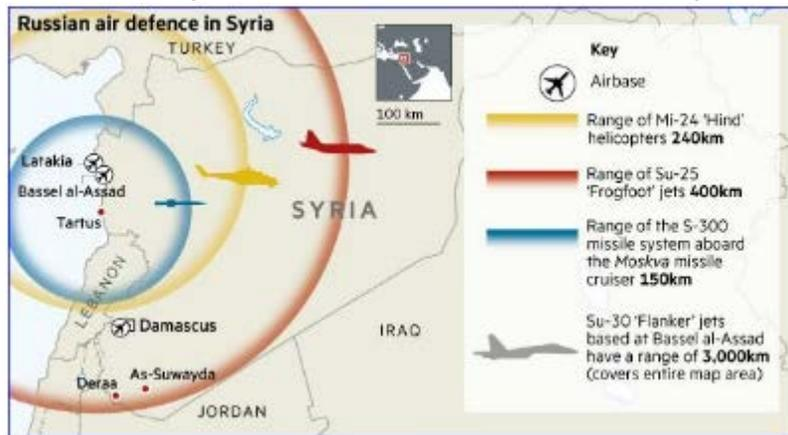 Russian air defence in Syria
TURKEY
100 km
Latakia
Bassel al-Assad
Tartus
SYRIA
LEBANON
Damascus
IRAQ
As-Suwayda
Deraa
JORDAN
Key
Airbase
Range of Mi-24 'Hind'
helicopters 240km
Range of Su-25
'Frogfoot' jets 400km
Range of the S-300
missile system aboard
the Moskva missile
cruiser 150km
Su-30 'Flanker' jets
based at Bassel al-Assad
have a range of 3,000km
(covers entire map area)